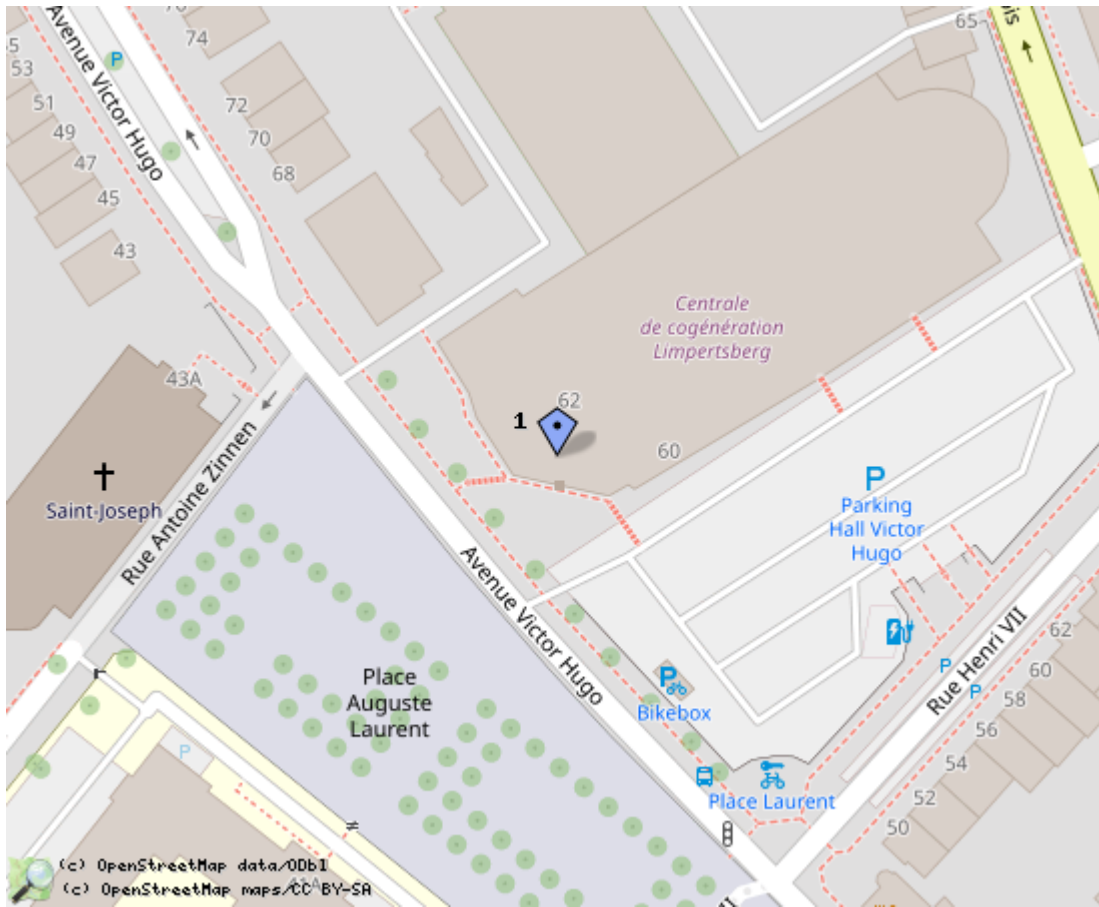 65
74
Avenue Victor Hugo
P
53
51
49
47
45
43
72
70
68
Centrale
de cogénération
Limpertsberg
43A
62
1
60
Saint-Joseph
Rue Antoine Zinnen
P
Parking
Hall Victor
Hugo
Avenue Victor Hugo
Place
Auguste
Laurent
P
Bikebox
Rue Henri VII
P
P
62
60
58
56
54
52
50
Place Laurent
P
(c) OpenStreetMap data/ODbl
(c) OpenStreetMap maps/CC BY-SA